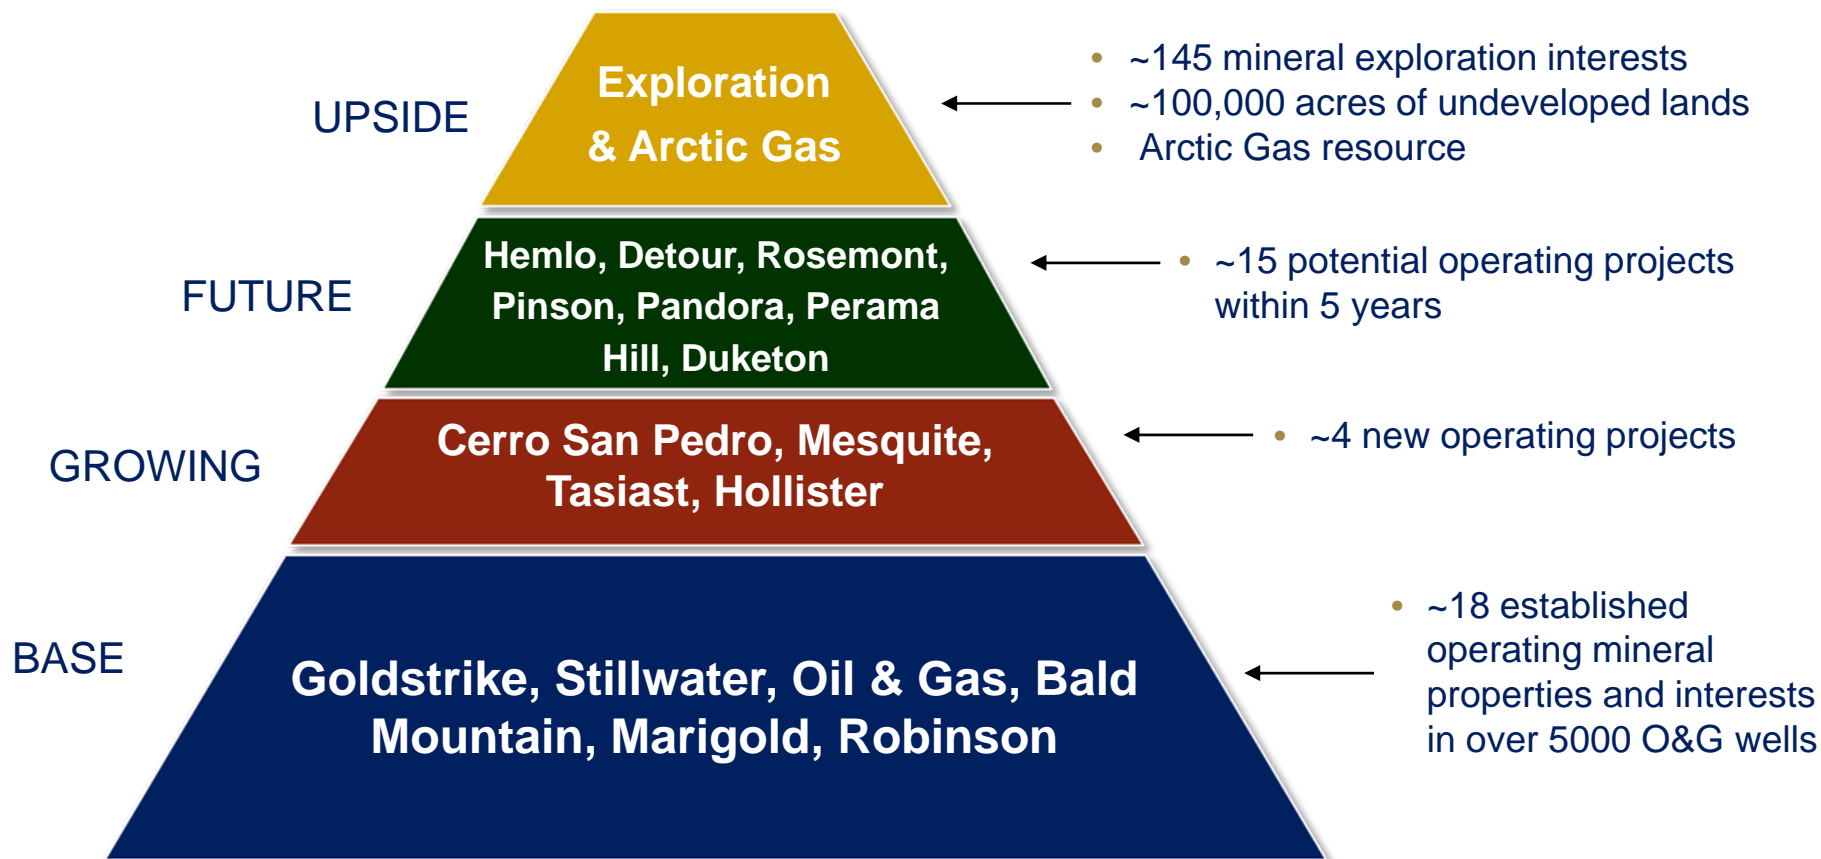 UPSIDE
Exploration
& Arctic Gas
• ~145 mineral exploration interests
• ~100,000 acres of undeveloped lands
• Arctic Gas resource
FUTURE
Hemlo, Detour, Rosemont,
Pinson, Pandora, Perama
Hill, Duketon
• ~15 potential operating projects
within 5 years
GROWING
Cerro San Pedro, Mesquite,
Tasiast, Hollister
• ~4 new operating projects
BASE
Goldstrike, Stillwater, Oil & Gas, Bald
Mountain, Marigold, Robinson
• ~18 established
operating mineral
properties and interests
in over 5000 O&G wells